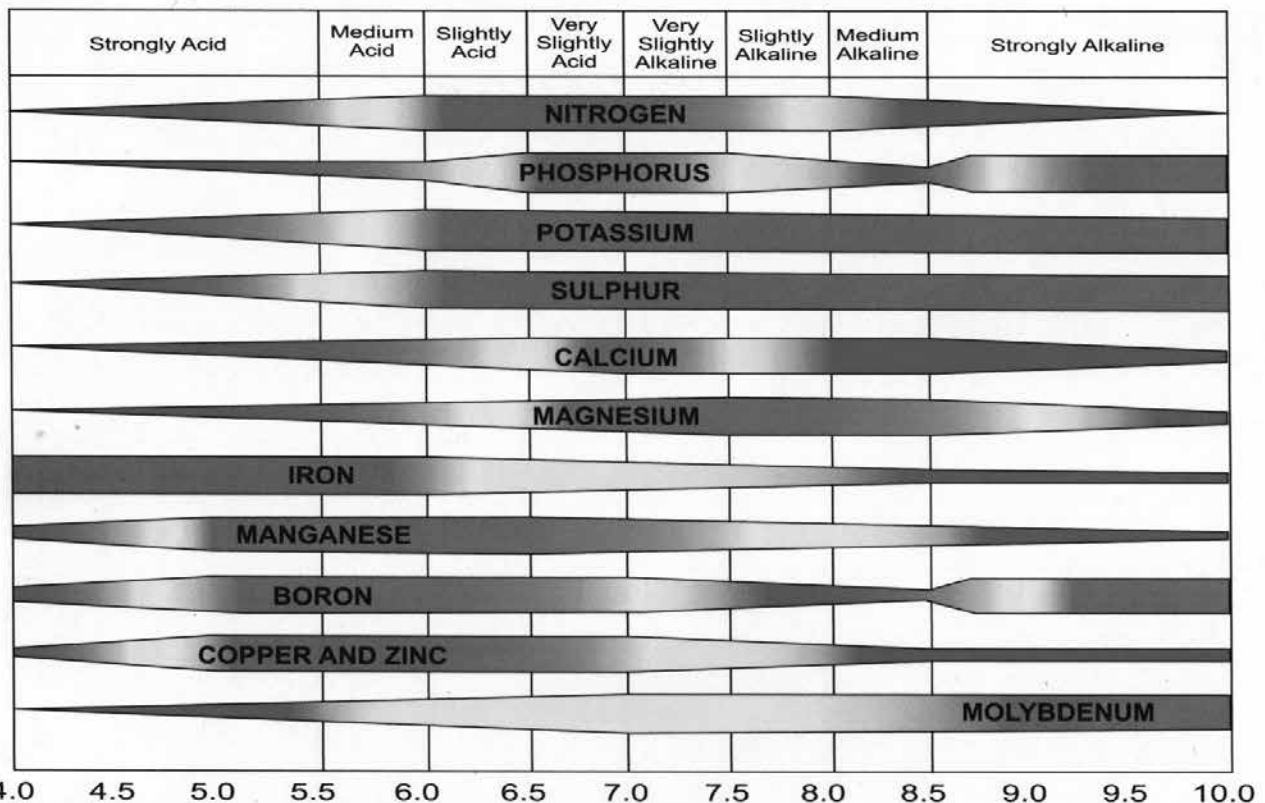 Strongly Acid
Medium
Acid
Slightly
Acid
Very
Slightly
Acid
Very
Slightly
Alkaline
Slightly
Alkaline
Medium
Alkaline
Strongly Alkaline
NITROGEN
PHOSPHORUS
POTASSIUM
SULPHUR
CALCIUM
MAGNESIUM
IRON
MANGANESE
BORON
COPPER AND ZINC
MOLYBDENUM
4.0 4.5 5.0 5.5 6.0 6.5 7.0 7.5 8.0 8.5 9.0 9.5 10.0